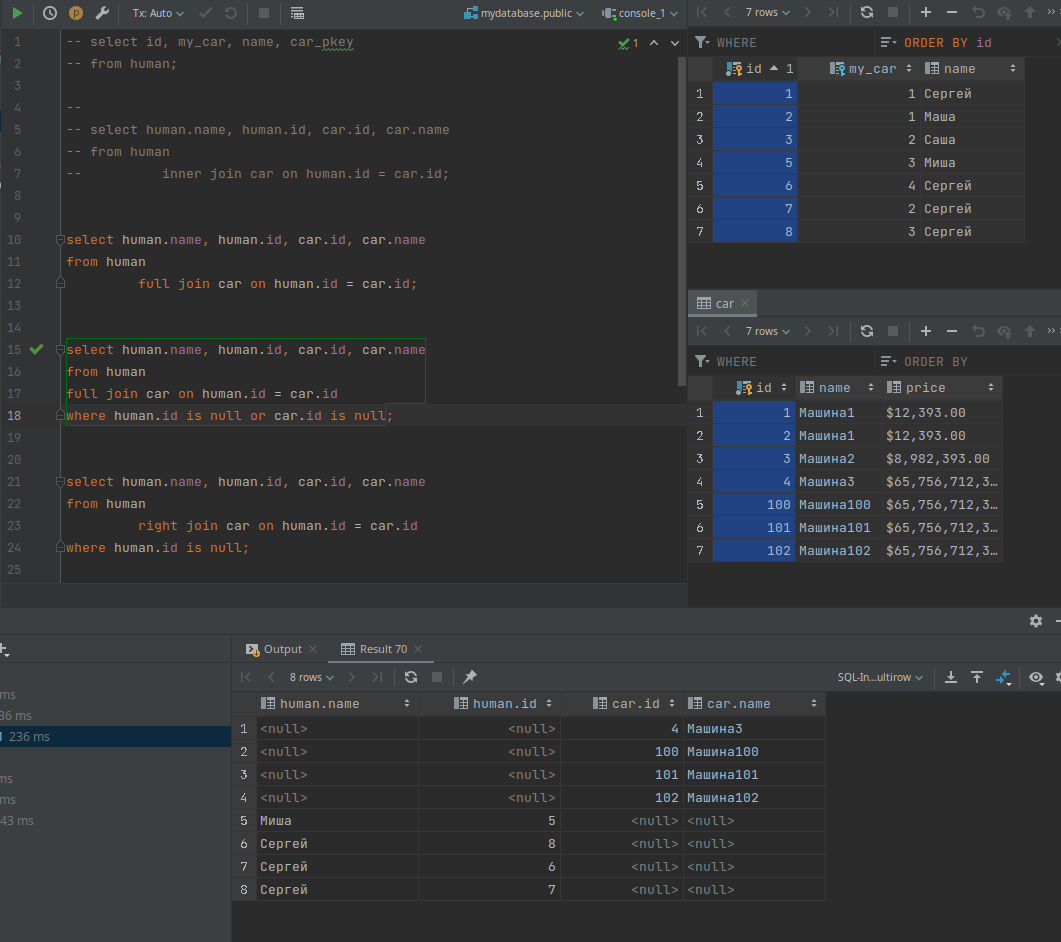 Tx: Auto
mydatabase.public
console_1
1 -- select id, my_car, name, car_pkey
2 -- from human;
3
4 --
5 -- select human.name, human.id, car.id, car.name
6 -- from human
7 -- inner join car on human.id = car.id;
8
9
10 select human.name, human.id, car.id, car.name
11 from human
12 full join car on human.id = car.id;
13
14
15 select human.name, human.id, car.id, car.name
16 from human
17 full join car on human.id = car.id
18 where human.id is null or car.id is null;
19
20
21 select human.name, human.id, car.id, car.name
22 from human
23 right join car on human.id = car.id
24 where human.id is null;
25
1
7 rows
WHERE ORDER BY id
id 1 my_car name
1 1 1 Сергей
2 2 1 Маша
3 3 2 Саша
4 5 3 Миша
5 6 4 Сергей
6 7 2 Сергей
7 8 3 Сергей
car
7 rows
WHERE ORDER BY
id name price
1 1 Машина1 $12,393.00
2 2 Машина1 $12,393.00
3 3 Машина2 $8,982,393.00
4 4 Машина3 $65,756,712,3…
5 100 Машина100 $65,756,712,3…
6 101 Машина101 $65,756,712,3…
7 102 Машина102 $65,756,712,3…
ms
36 ms
236 ms
ms
ms
43 ms
Output Result 70
8 rows
SQL-In...ultirow
human.name human.id car.id car.name
1 <null> <null> 4 Машина3
2 <null> <null> 100 Машина100
3 <null> <null> 101 Машина101
4 <null> <null> 102 Машина102
5 Миша 5 <null> <null>
6 Сергей 8 <null> <null>
7 Сергей 6 <null> <null>
8 Сергей 7 <null> <null>